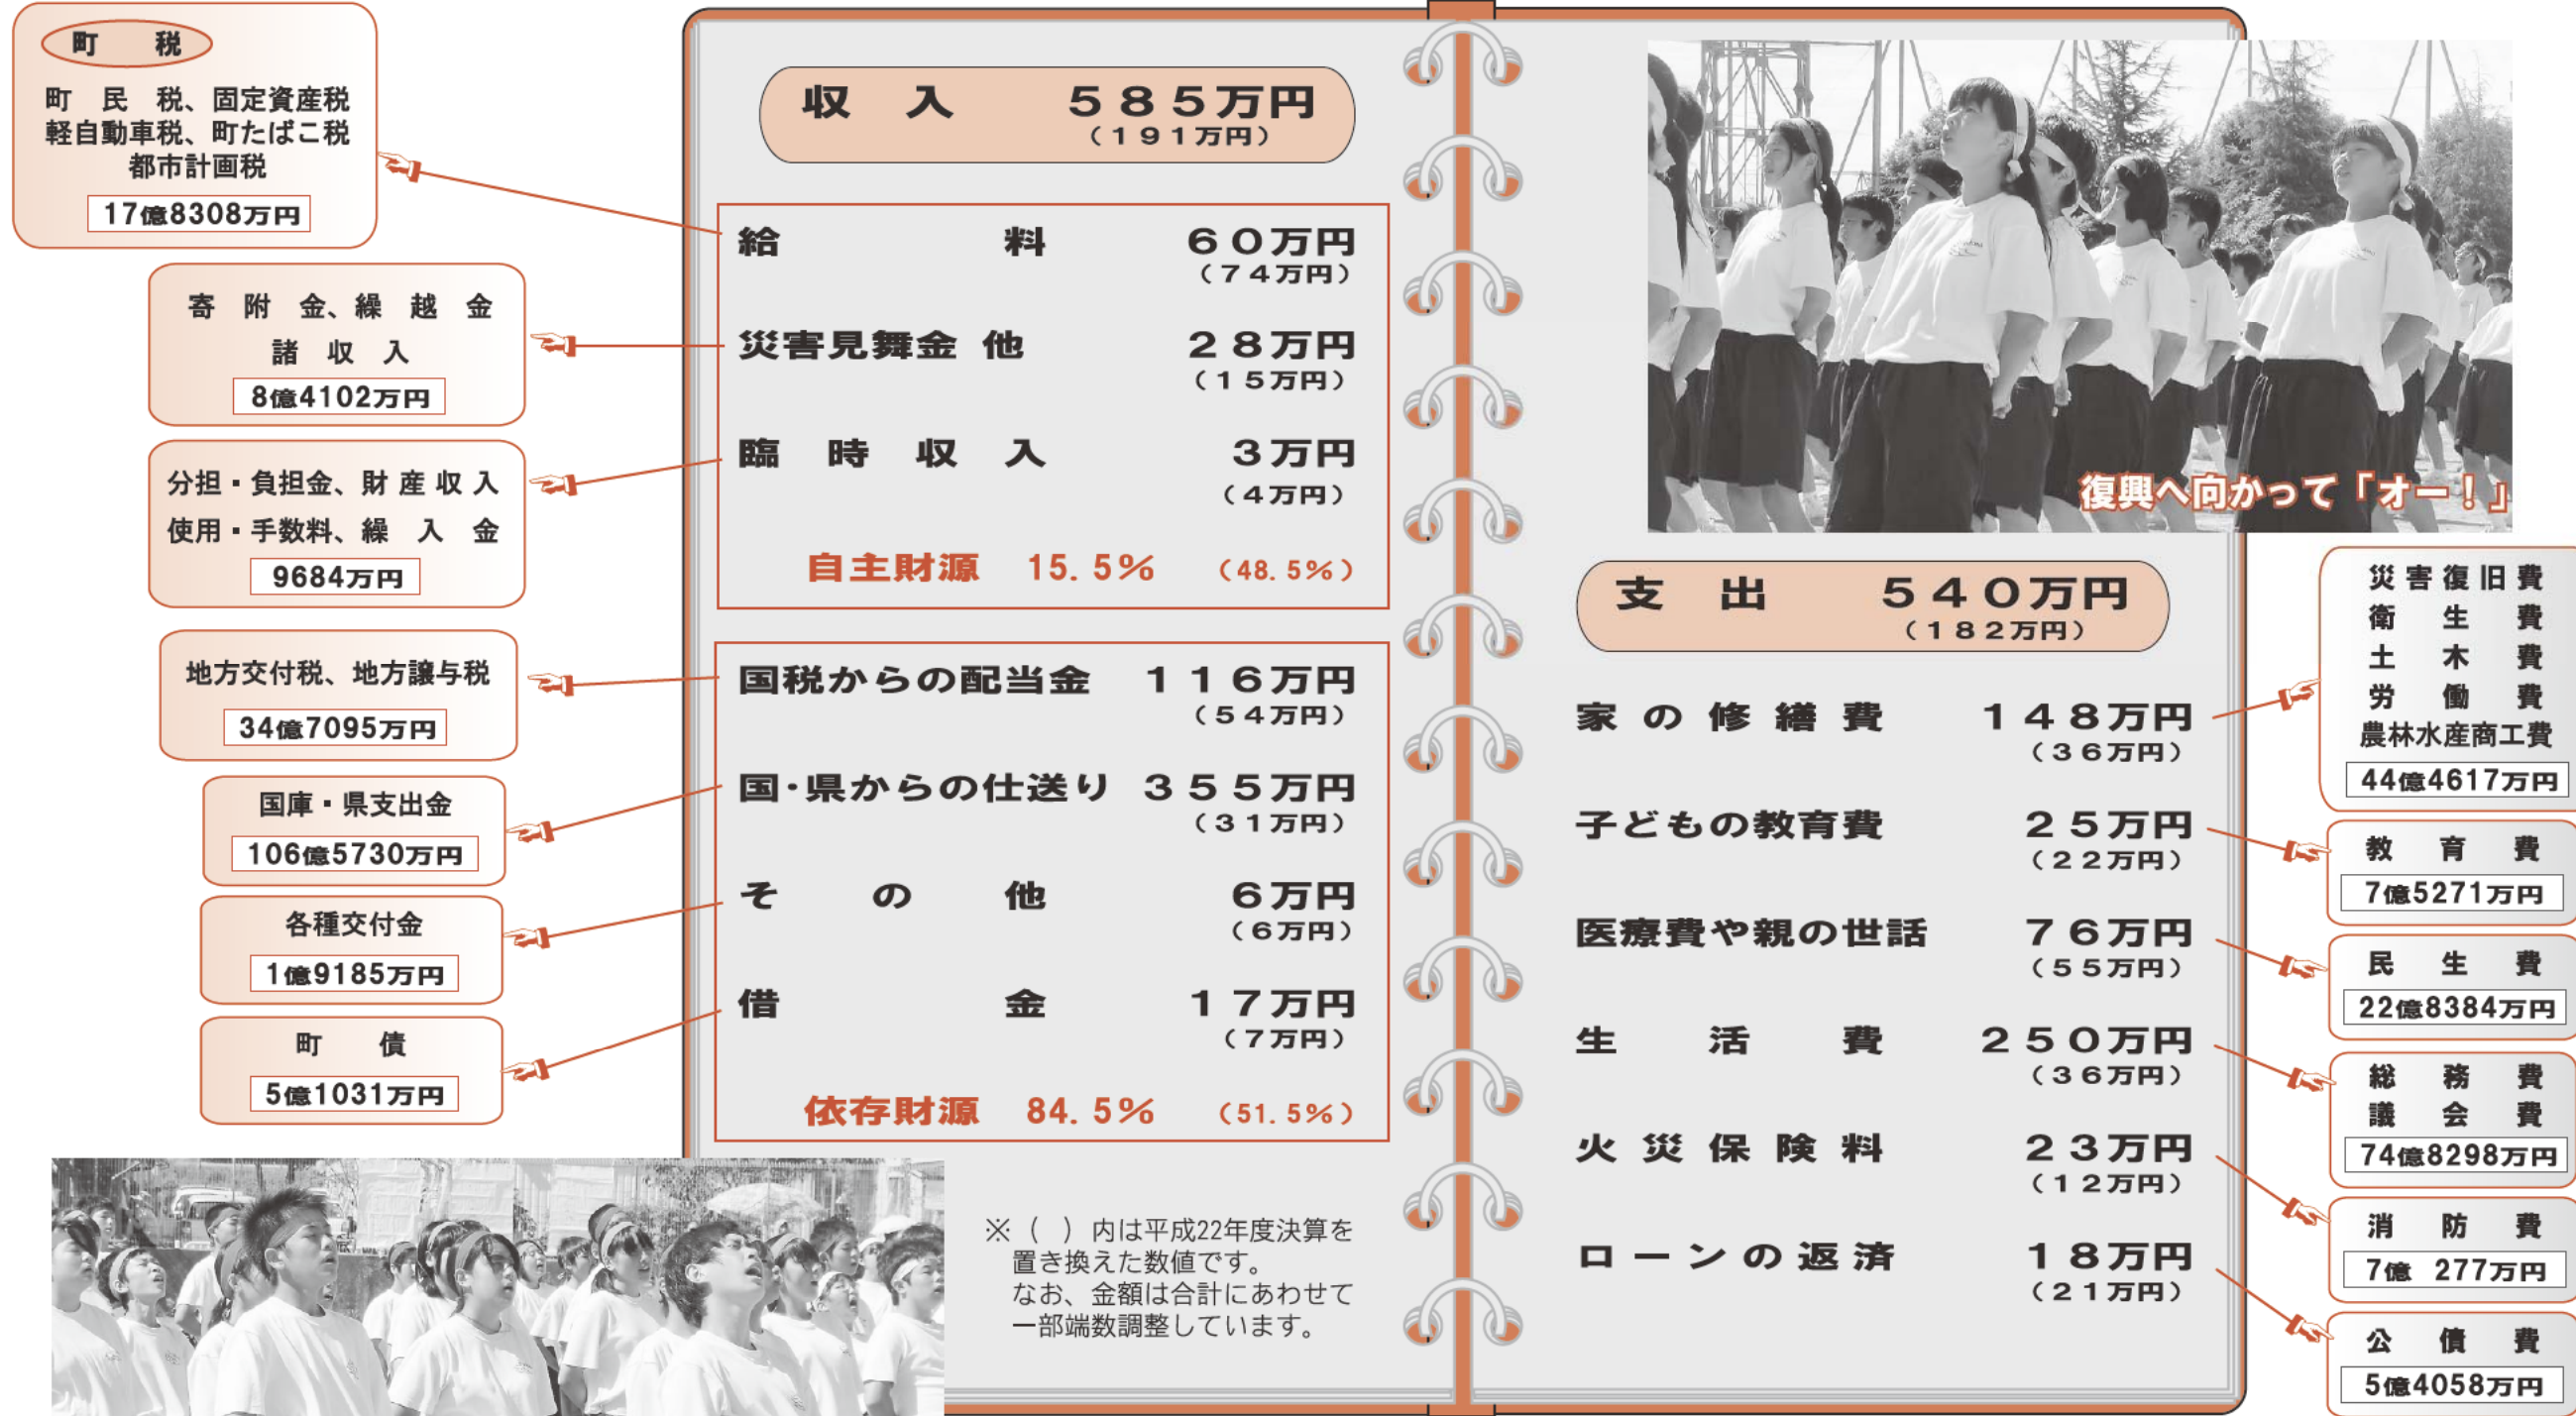 町 税
町 民 税、固定資産税
軽自動車税、町たばこ税
都市計画税
17億8308万円
寄 附 金、繰 越 金
諸 収 入
8億4102万円
分担・負担金、財 産 収 入
使用・手数料、繰 入 金
9684万円
地方交付税、地方譲与税
34億7095万円
国庫・県支出金
106億5730万円
各種交付金
1億9185万円
町 債
5億1031万円
収 入 585万円
(191万円)
給 料 60万円
(74万円)
災害見舞金 他 28万円
(15万円)
臨 時 収 入 3万円
(4万円)
自主財源 15.5% (48.5%)
国税からの配当金 116万円
(54万円)
国・県からの仕送り 355万円
(31万円)
そ の 他 6万円
(6万円)
借 金 17万円
(7万円)
依存財源 84.5% (51.5%)
※( )内は平成22年度決算を
置き換えた数値です。
なお、金額は合計にあわせて
一部端数調整しています。
復興へ向かって「オー!」
支 出 540万円
(182万円)
家 の 修 繕 費 148万円
(36万円)
子どもの教育費 25万円
(22万円)
医療費や親の世話 76万円
(55万円)
生 活 費 250万円
(36万円)
火 災 保 険 料 23万円
(12万円)
ローンの返済 18万円
(21万円)
災 害 復 旧 費
衛 生 費
土 木 費
労 働 費
農林水産商工費
44億4617万円
教 育 費
7億5271万円
民 生 費
22億8384万円
総 務 費
議 会 費
74億8298万円
消 防 費
7億 277万円
公 債 費
5億4058万円